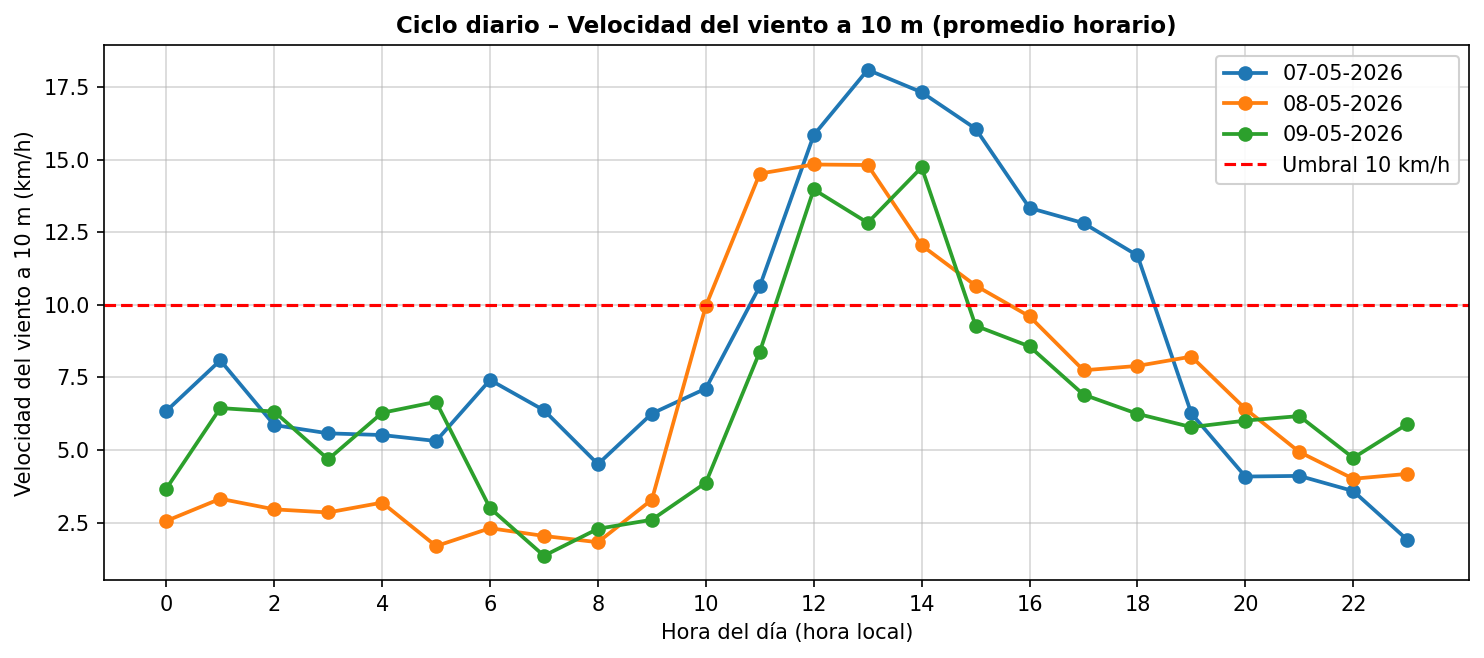 Ciclo diario – Velocidad del viento a 10 m (promedio horario)
07-05-2026
08-05-2026
09-05-2026
Umbral 10 km/h
Velocidad del viento a 10 m (km/h)
17.5
15.0
12.5
10.0
7.5
5.0
2.5
0 2 4 6 8 10 12 14 16 18 20 22
Hora del día (hora local)